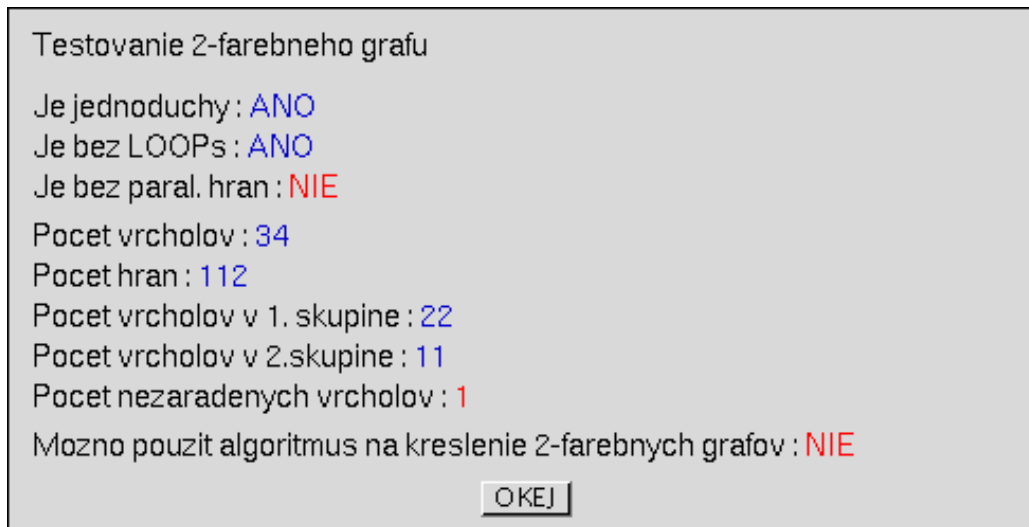 Testovanie 2-farebneho grafu
Je jednoduchy : ANO
Je bez LOOPs : ANO
Je bez paral. hran : NIE
Pocet vrcholov : 34
Pocet hran : 112
Pocet vrcholov v 1. skupine : 22
Pocet vrcholov v 2.skupine : 11
Pocet nezaradenych vrcholov : 1
Mozno pouzit algoritmus na kreslenie 2-farebnych grafov : NIE
OKEJ